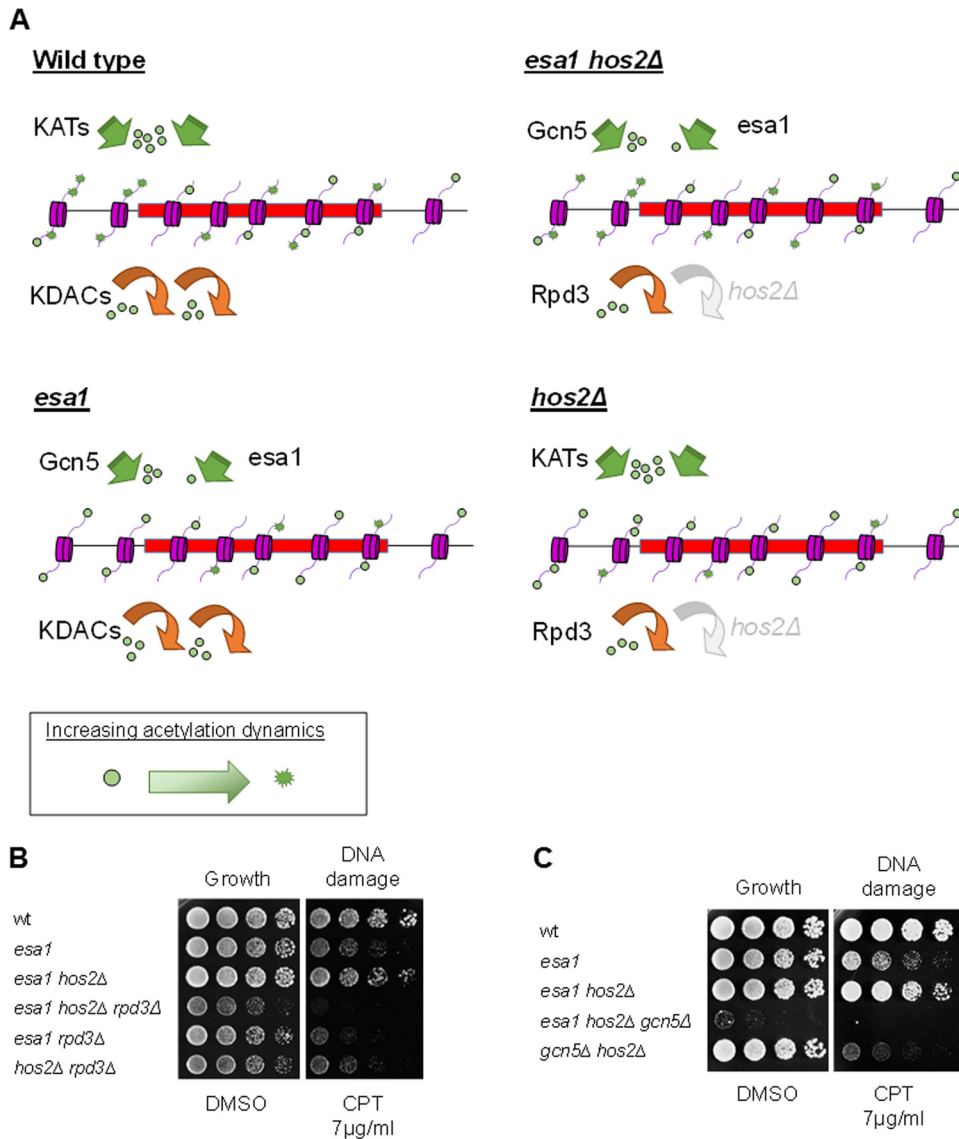 A
Wild type
KATs
KDACs
esa1 hos2Δ
Gcn5
esa1
Rpd3
hos2Δ
esa1
Gcn5
esa1
KDACs
hos2Δ
KATs
Rpd3
hos2Δ
Increasing acetylation dynamics
B
Growth
DNA
damage
wt
esa1
esa1 hos2Δ
esa1 hos2Δ rpd3Δ
esa1 rpd3Δ
hos2Δ rpd3Δ
DMSO
CPT
7µg/ml
C
Growth
DNA
damage
wt
esa1
esa1 hos2Δ
esa1 hos2Δ gcn5Δ
gcn5Δ hos2Δ
DMSO
CPT
7µg/ml